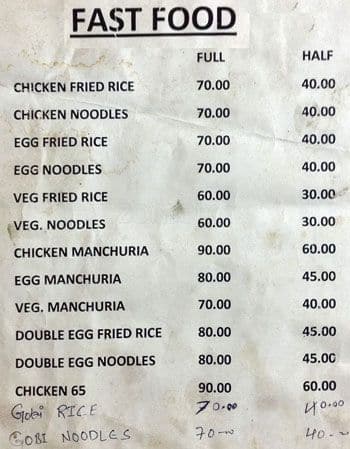 FAST FOOD
FULL HALF
CHICKEN FRIED RICE 70.00 40.00
CHICKEN NOODLES 70.00 40.00
EGG FRIED RICE 70.00 40.00
EGG NOODLES 70.00 40.00
VEG FRIED RICE 60.00 30.00
VEG. NOODLES 60.00 30.00
CHICKEN MANCHURIA 90.00 60.00
EGG MANCHURIA 80.00 45.00
VEG. MANCHURIA 70.00 40.00
DOUBLE EGG FRIED RICE 80.00 45.00
DOUBLE EGG NOODLES 80.00 45.00
CHICKEN 65 90.00 60.00
Gobi RICE 70.00 40.00
GOBI NOODLES 70 40